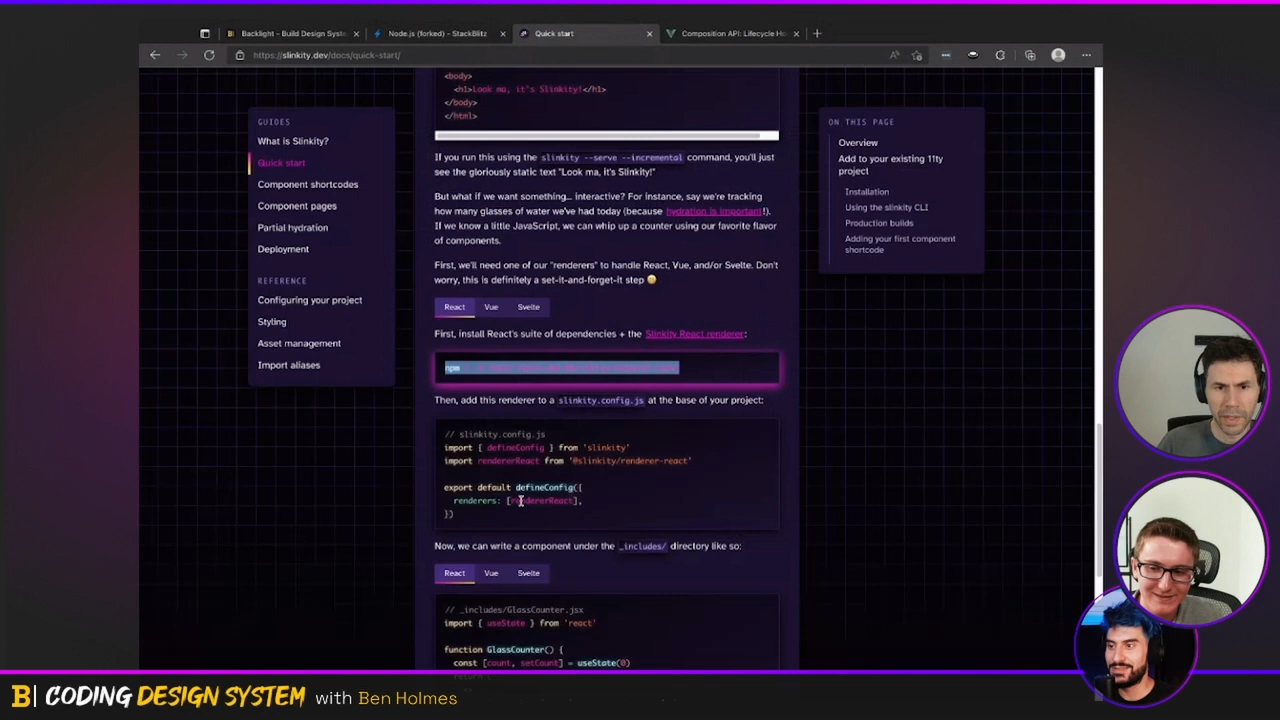 Backlight – Build Design Syste
Node.js (forked) – StackBlitz
Quick start
Composition API: Lifecycle Ho
https://slinkity.dev/docs/quick-start/
GUIDES
What is Slinkity?
Quick start
Component shortcodes
Component pages
Partial hydration
Deployment
REFERENCE
Configuring your project
Styling
Asset management
Import aliases
<body>
<h1>Look ma, it's Slinkity!</h1>
</body>
</html>
If you run this using the slinkity --serve --incremental command, you'll just
see the gloriously static text "Look ma, it's Slinkity!"
But what if we want something... interactive? For instance, say we're tracking
how many glasses of water we've had today (because hydration is important!).
If we know a little JavaScript, we can whip up a counter using our favorite flavor
of components.
First, we'll need one of our "renderers" to handle React, Vue, and/or Svelte. Don't
worry, this is definitely a set-it-and-forget-it step
React Vue Svelte
First, install React's suite of dependencies + the Slinkity React renderer:
npm
Then, add this renderer to a slinkity.config.js at the base of your project:
// slinkity.config.js
import { defineConfig } from 'slinkity'
import rendererReact from '@slinkity/renderer-react'
export default defineConfig({
renderers: [rendererReact],
})
Now, we can write a component under the _includes/ directory like so:
React Vue Svelte
// _includes/GlassCounter.jsx
import { useState } from 'react'
function GlassCounter() {
const [count, setCount] = useState(0)
return
ON THIS PAGE
Overview
Add to your existing 11ty
project
Installation
Using the slinkity CLI
Production builds
Adding your first component
shortcode
B| CODING DESIGN SYSTEM with Ben Holmes